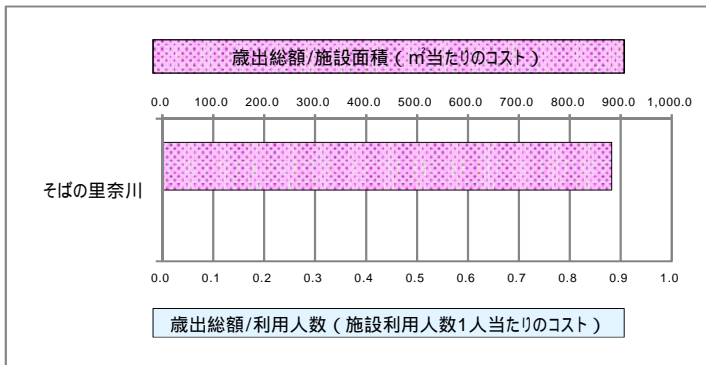 歳出総額/施設面積(㎡当たりのコスト)
0.0 100.0 200.0 300.0 400.0 500.0 600.0 700.0 800.0 900.0 1,000.0
そばの里奈川
0.0 0.1 0.2 0.3 0.4 0.5 0.6 0.7 0.8 0.9 1.0
歳出総額/利用人数(施設利用人数1人当たりのコスト)